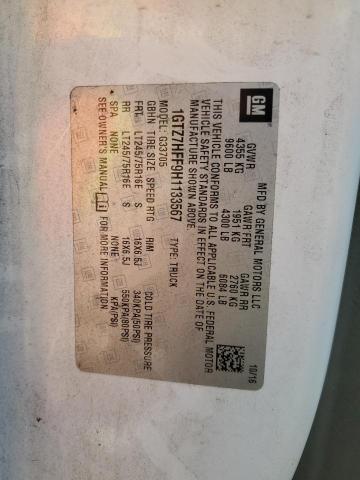 GM
MFD BY GENERAL MOTORS LLC 10/16
GVWR GAWR FRT GAWR RR
4355 KG 1951 KG 2760 KG
9600 LB 4300 LB 6084 LB
THIS VEHICLE CONFORMS TO ALL APPLICABLE U.S. FEDERAL MOTOR
VEHICLE SAFETY STANDARDS IN EFFECT ON THE DATE OF
MANUFACTURE SHOWN ABOVE.
1GTZ7HFF9H1133567 TYPE: TRUCK
MODEL: G33705
GBHN TIRE SIZE SPEED RTG RIM COLD TIRE PRESSURE
FRT LT245/75R16E S 16X6.5J 340KPA(50PSI)
RR LT245/75R16E S 16X6.5J 550KPA(80PSI)
SPA NONE NONE KPA(PSI)
SEE OWNER'S MANUAL FOR MORE INFORMATION